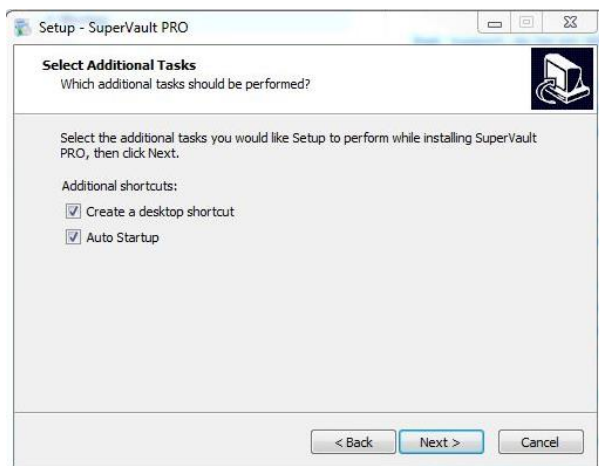 Setup - SuperVault PRO
Select Additional Tasks
Which additional tasks should be performed?
Select the additional tasks you would like Setup to perform while installing SuperVault
PRO, then click Next.
Additional shortcuts:
Create a desktop shortcut
Auto Startup
< Back Next > Cancel